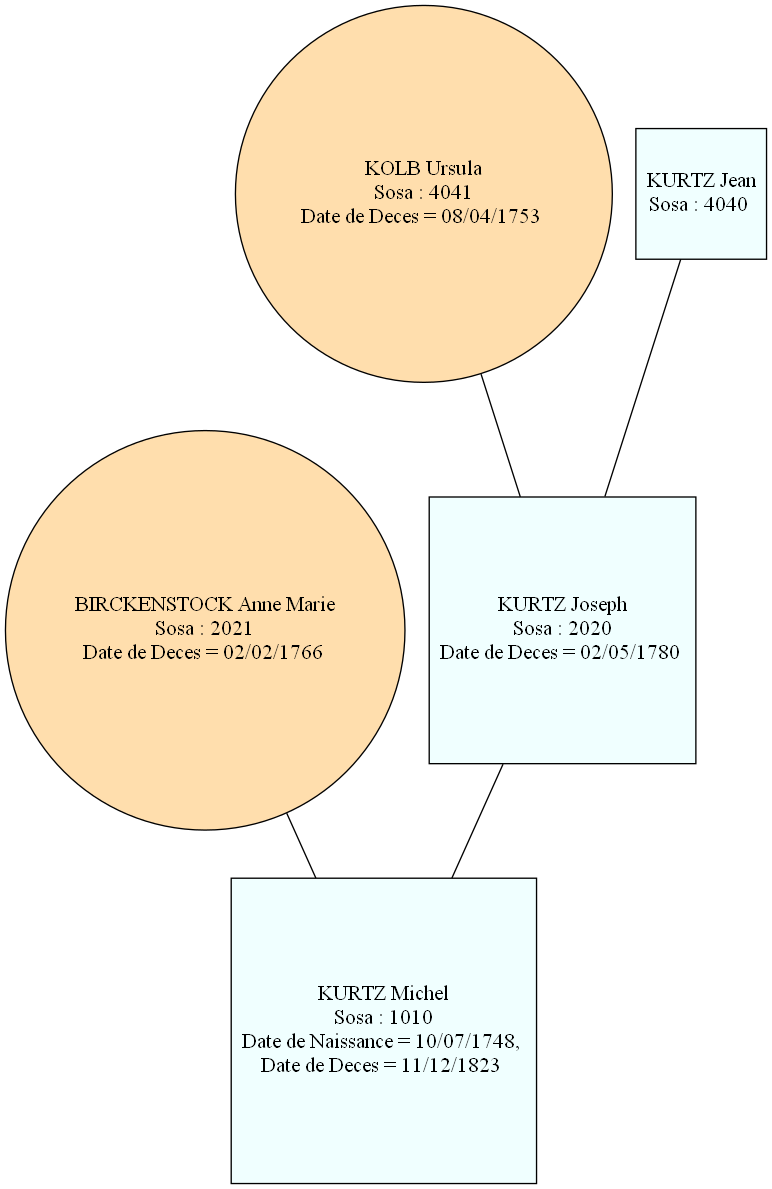 KOLB Ursula
Sosa : 4041
Date de Deces = 08/04/1753
KURTZ Jean
Sosa : 4040
BIRCKENSTOCK Anne Marie
Sosa : 2021
Date de Deces = 02/02/1766
KURTZ Joseph
Sosa : 2020
Date de Deces = 02/05/1780
KURTZ Michel
Sosa : 1010
Date de Naissance = 10/07/1748,
Date de Deces = 11/12/1823